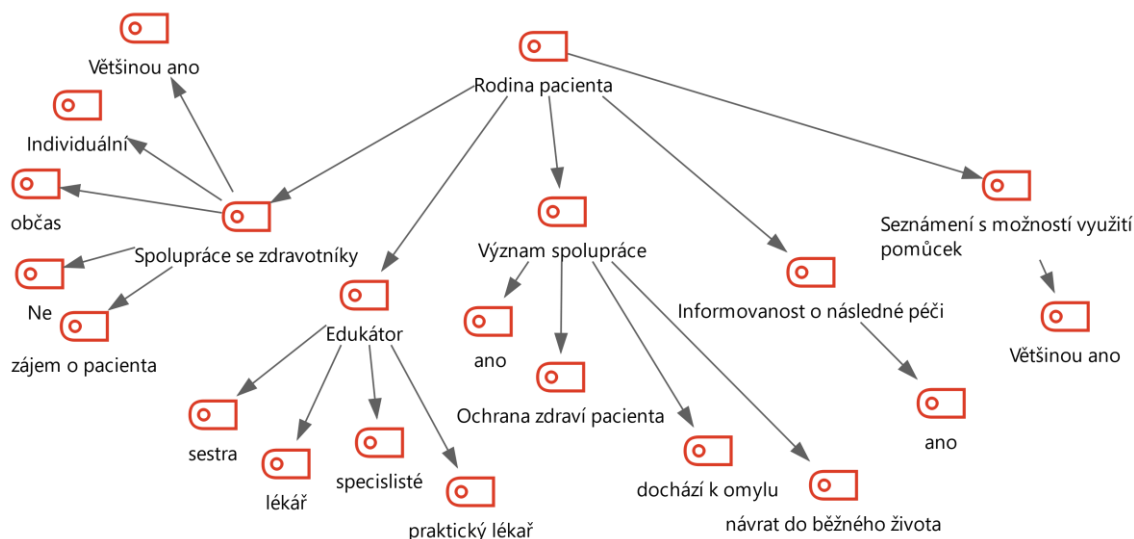 Většinou ano
Rodina pacienta
Individuální
občas
Spolupráce se zdravotníky
Ne
zájem o pacienta
Edukátor
sestra
lékář
specislisté
praktický lékař
Význam spolupráce
ano
Ochrana zdraví pacienta
dochází k omylu
návrat do běžného života
Informovanost o následné péči
ano
Seznámení s možností využití
pomůcek
Většinou ano